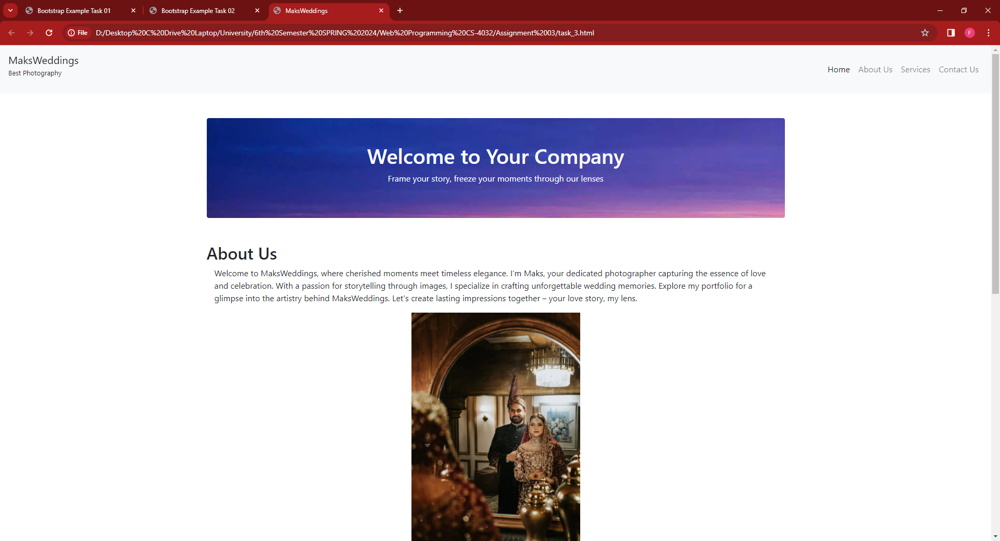 Bootstrap Example Task 01
Bootstrap Example Task 02
MaksWeddings
File
D:/Desktop%20C%20Drive%20Laptop/University/6th%20Semester%20SPRING%202024/Web%20Programming%20CS-4032/Assignment%2003/task_3.html
F
MaksWeddings
Best Photography
Home About Us Services Contact Us
Welcome to Your Company
Frame your story, freeze your moments through our lenses
About Us
Welcome to MaksWeddings, where cherished moments meet timeless elegance. I'm Maks, your dedicated photographer capturing the essence of love
and celebration. With a passion for storytelling through images, I specialize in crafting unforgettable wedding memories. Explore my portfolio for a
glimpse into the artistry behind MaksWeddings. Let's create lasting impressions together – your love story, my lens.